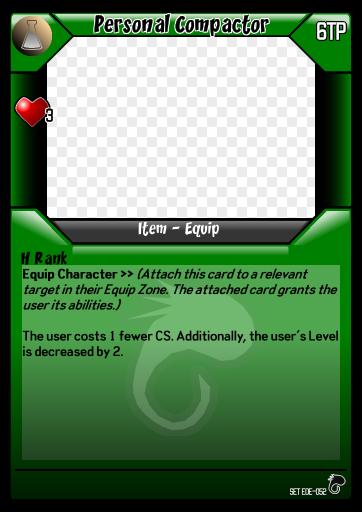 Personal Compactor
6TP
3
Item - Equip
H Rank
Equip Character >> (Attach this card to a relevant
target in their Equip Zone. The attached card grants the
user its abilities.)
The user costs 1 fewer CS. Additionally, the user's Level
is decreased by 2.
SET EOE-052